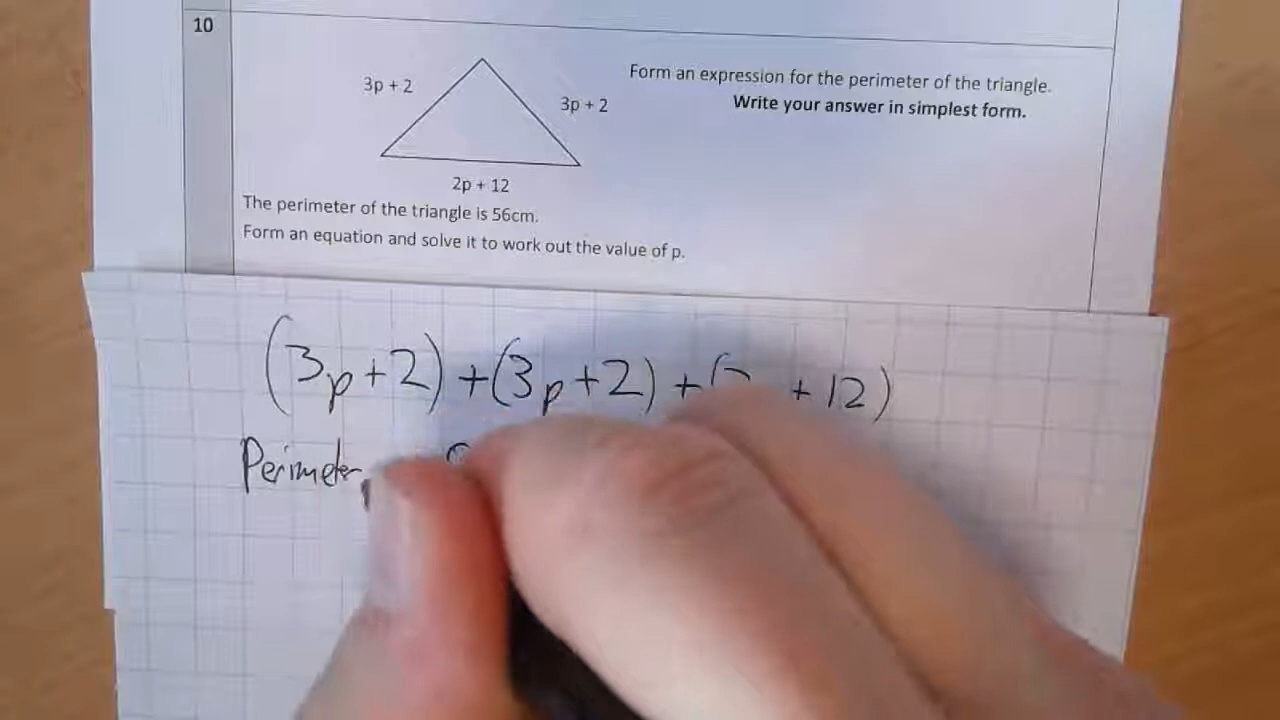 10
3p + 2
3p + 2
Form an expression for the perimeter of the triangle.
Write your answer in simplest form.
2p + 12
The perimeter of the triangle is 56cm.
Form an equation and solve it to work out the value of p.
(3p+2) +(3p+2) +( +12)
Perimeter